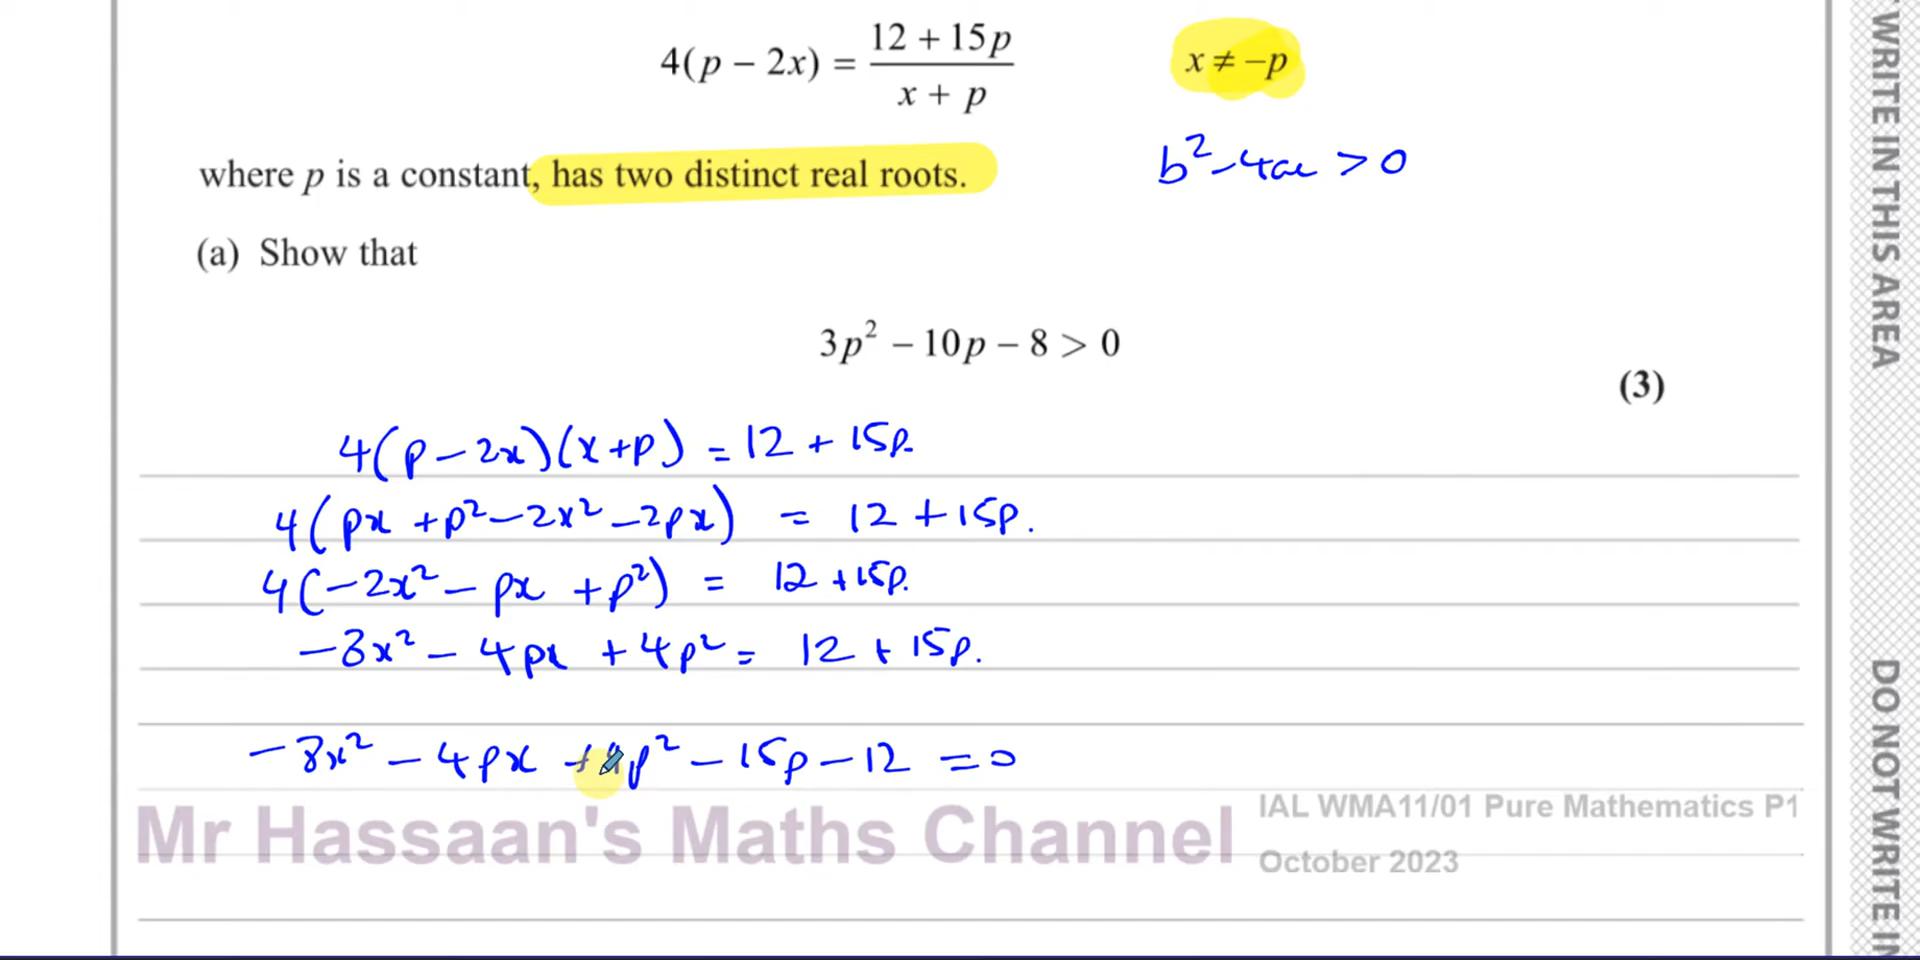 4(p − 2x) = (12 + 15p)/(x + p)    x ≠ −p
where p is a constant, has two distinct real roots.
b² − 4ac > 0
(a) Show that
3p² − 10p − 8 > 0
(3)
4(p − 2x)(x + p) = 12 + 15p
4(px + p² − 2x² − 2px) = 12 + 15p.
4(−2x² − px + p²) = 12 + 15p.
−8x² − 4px + 4p² = 12 + 15p.
−8x² − 4px + 4p² − 15p − 12 = 0
Mr Hassaan's Maths Channel
IAL WMA11/01 Pure Mathematics P1
October 2023
WRITE IN THIS AREA
DO NOT WRITE IN